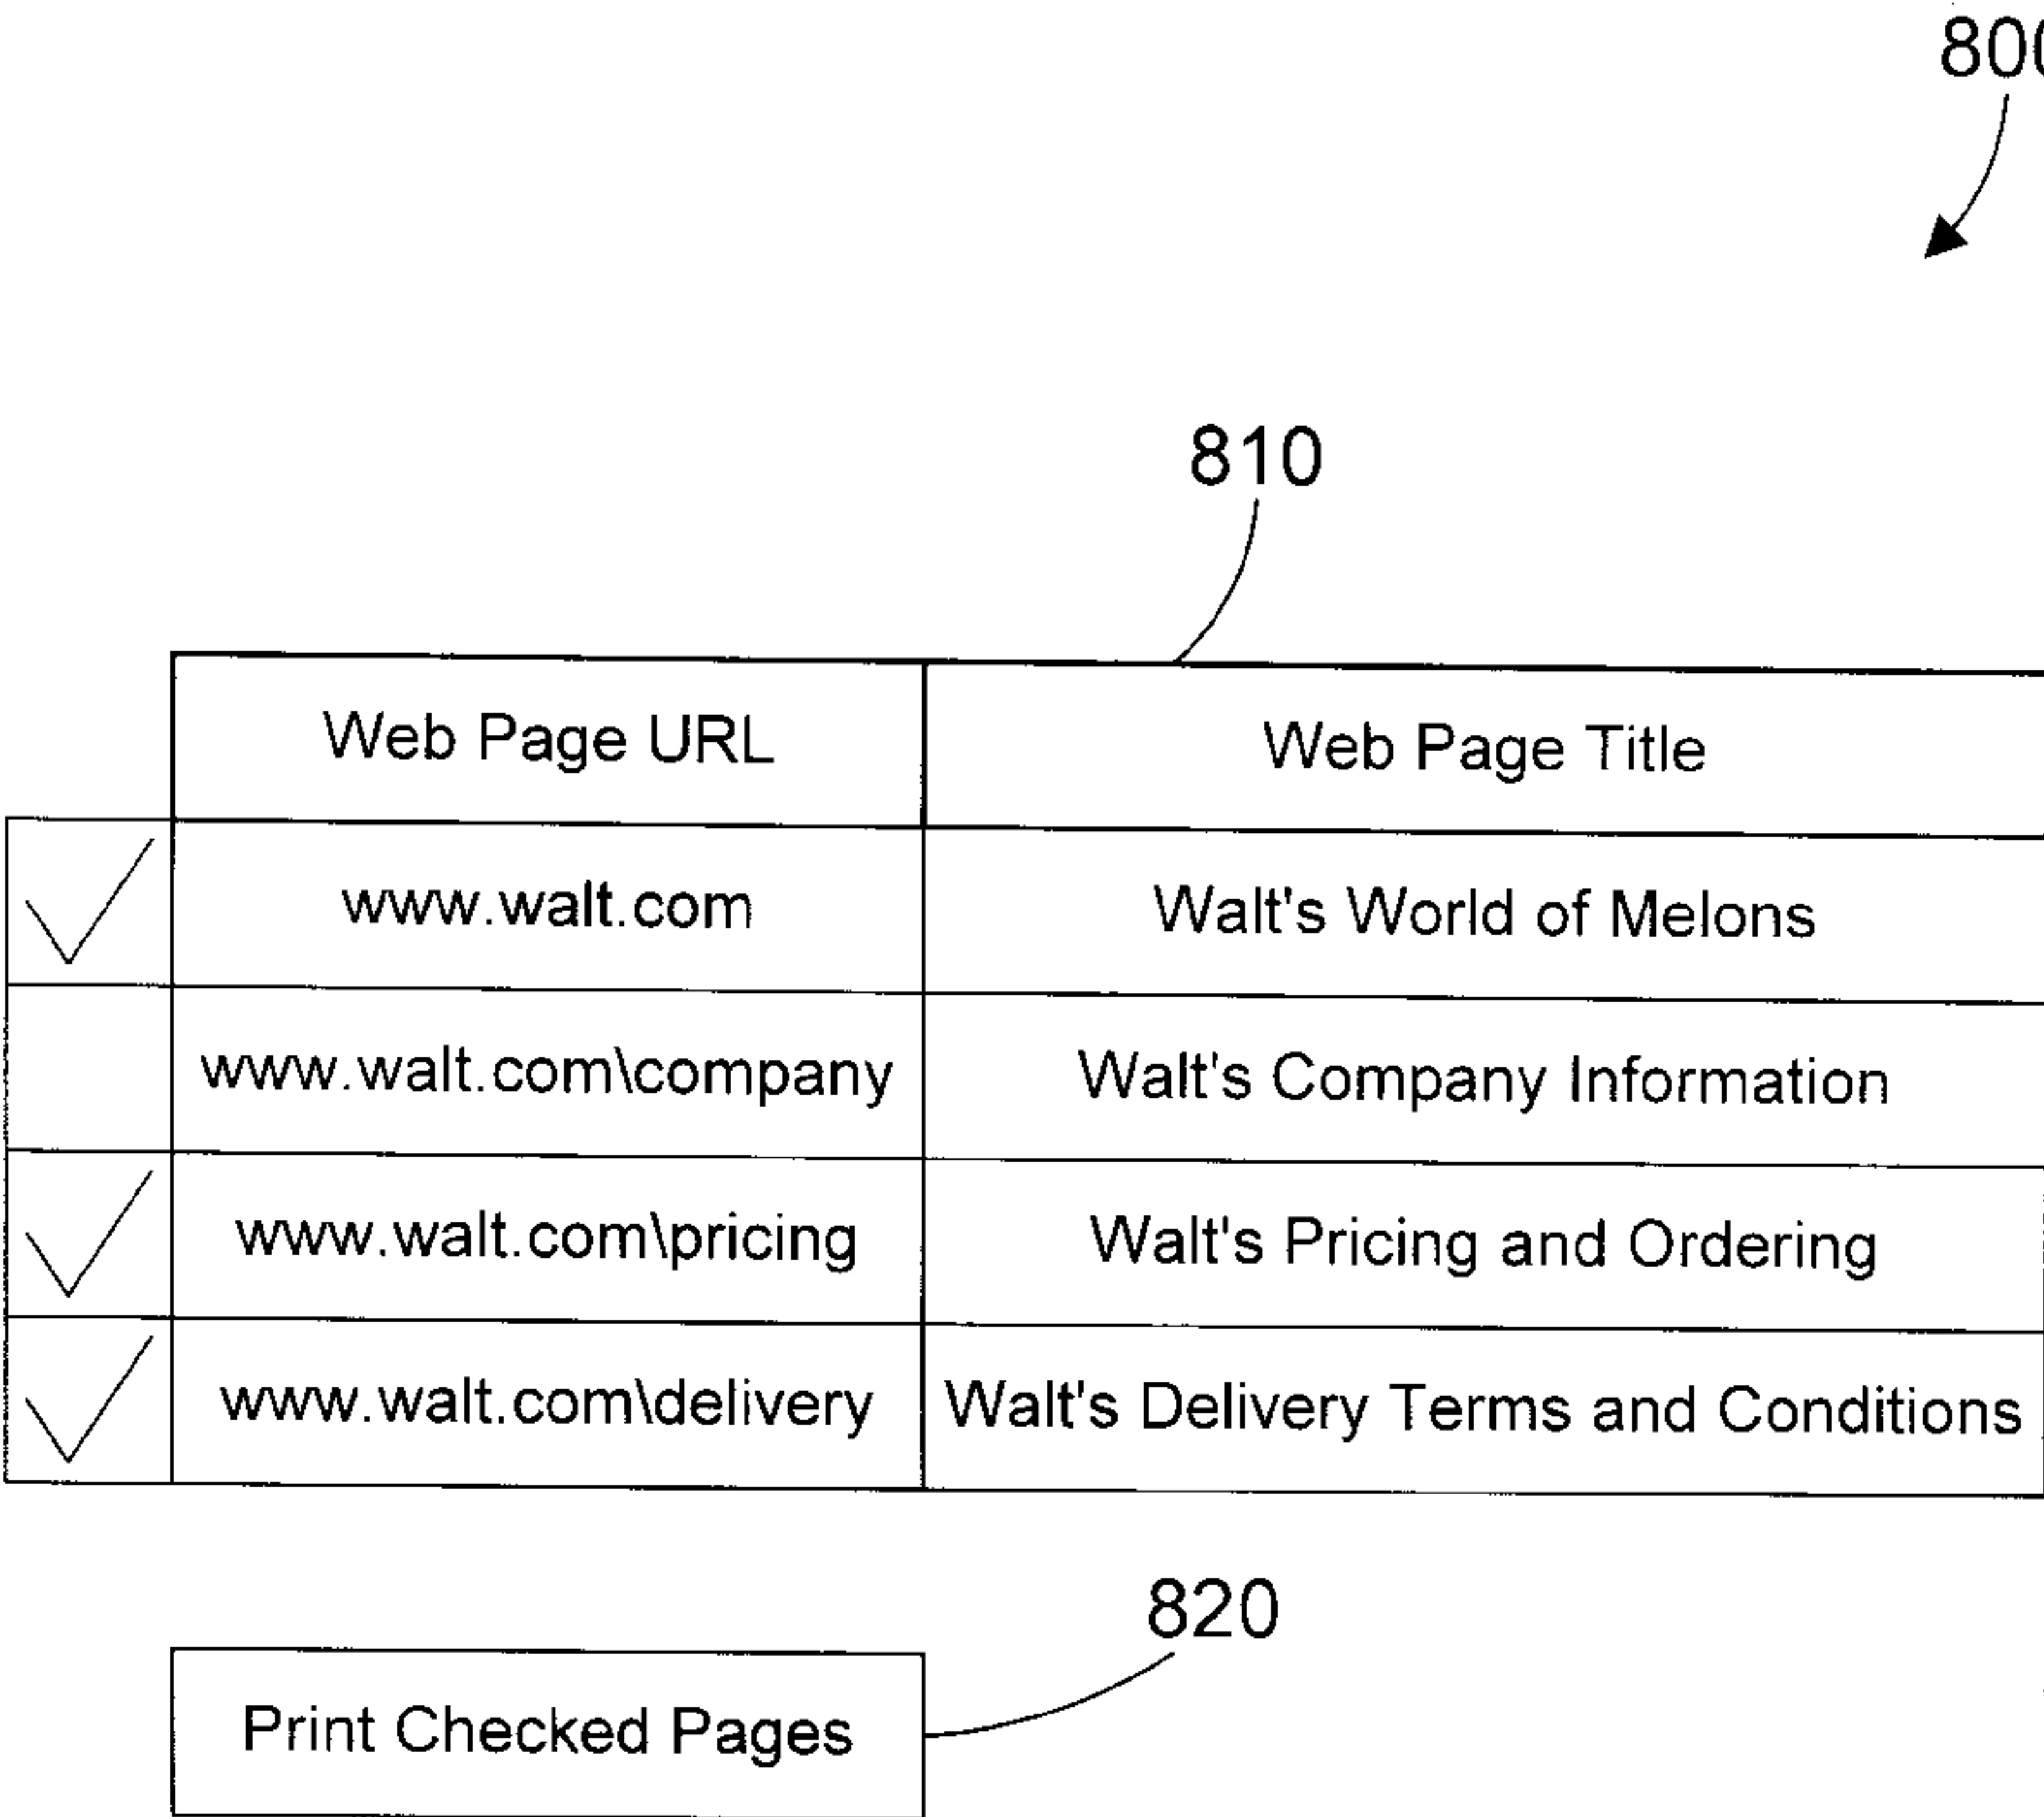 800
810
Web Page URL Web Page Title
www.walt.com Walt's World of Melons
www.walt.com\company Walt's Company Information
www.walt.com\pricing Walt's Pricing and Ordering
www.walt.com\delivery Walt's Delivery Terms and Conditions
820
Print Checked Pages